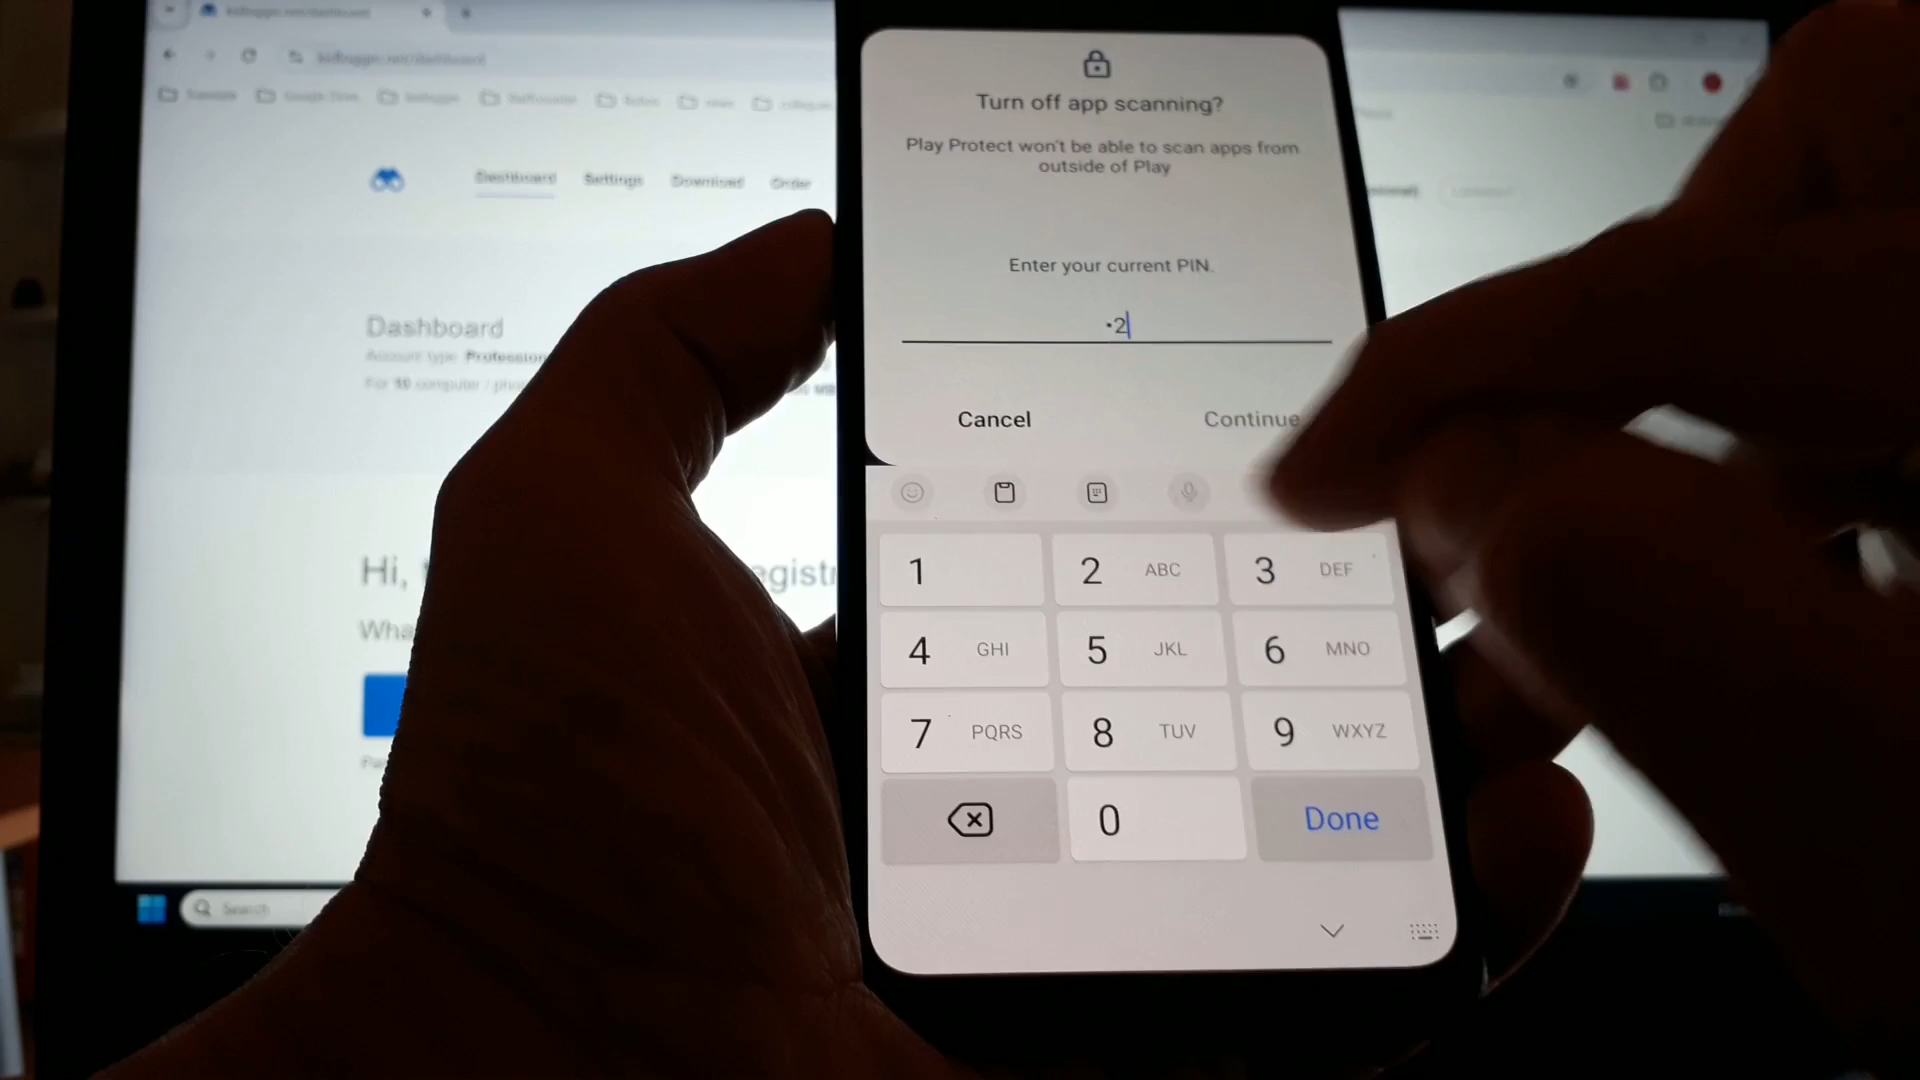 Dashboard Settings Download Order
Dashboard
Account type: Profession
For 10 computer / pho
Hi,
egistr
Wha
Search
Turn off app scanning?
Play Protect won't be able to scan apps from
outside of Play
Enter your current PIN.
•2
Cancel Continue
1 2 ABC 3 DEF
4 GHI 5 JKL 6 MNO
7 PQRS 8 TUV 9 WXYZ
0 Done